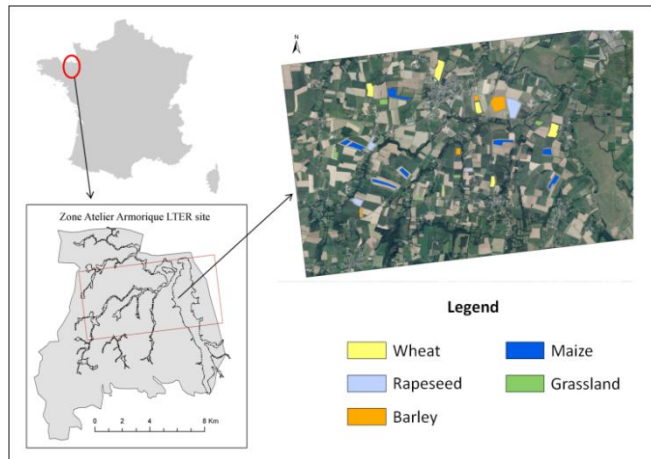 N
Zone Atelier Armorique LTER site
0 2 4 8 Km
Legend
Wheat
Maize
Rapeseed
Grassland
Barley